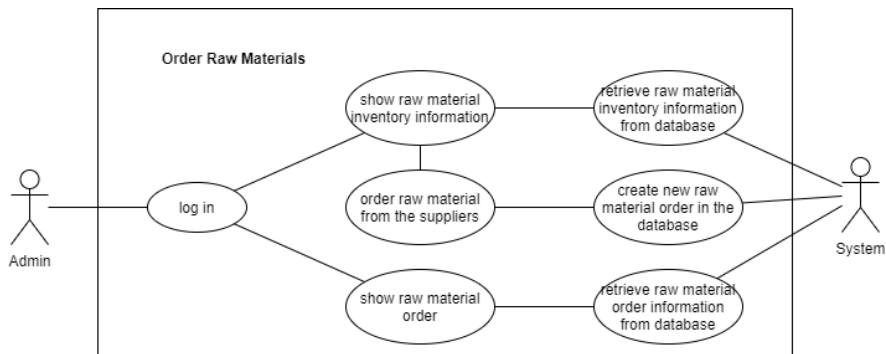 Order Raw Materials
show raw material
inventory information
retrieve raw material
inventory information
from database
log in
order raw material
from the suppliers
create new raw
material order in the
database
Admin
System
show raw material
order
retrieve raw material
order information
from database